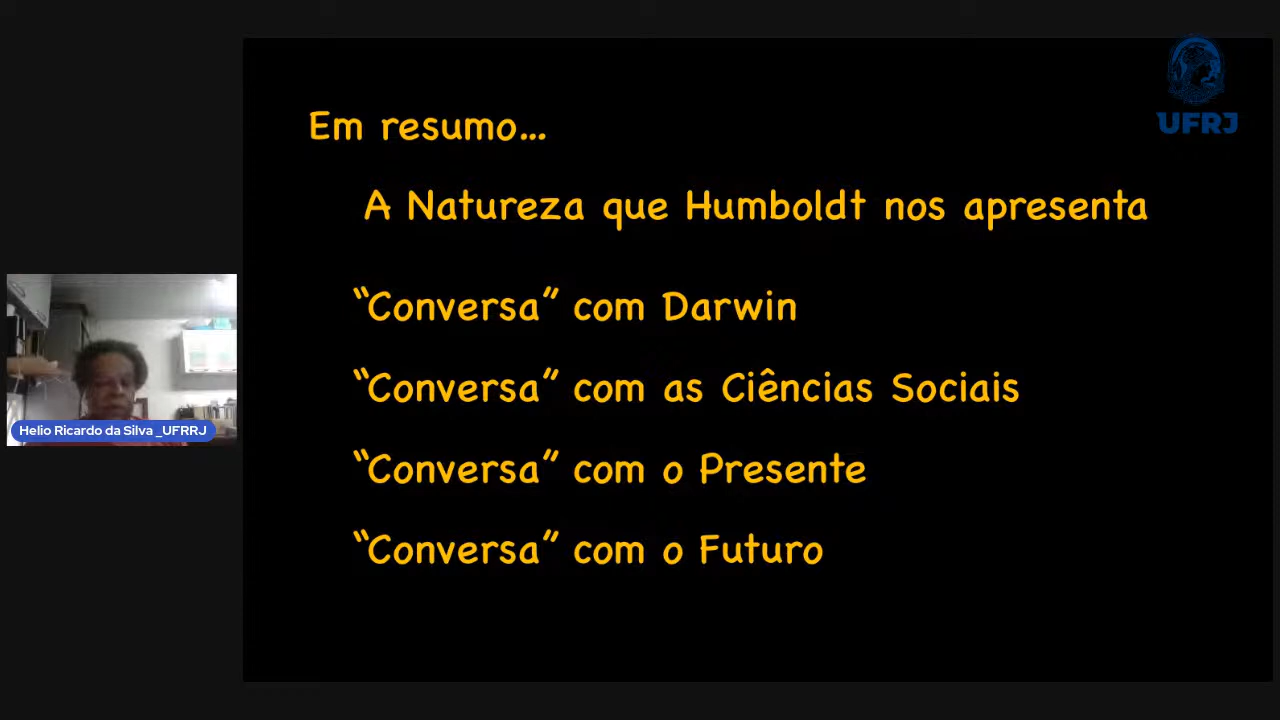 UFRJ
Em resumo...
A Natureza que Humboldt nos apresenta
“Conversa” com Darwin
“Conversa” com as Ciências Sociais
“Conversa” com o Presente
“Conversa” com o Futuro
Helio Ricardo da Silva _UFRRJ